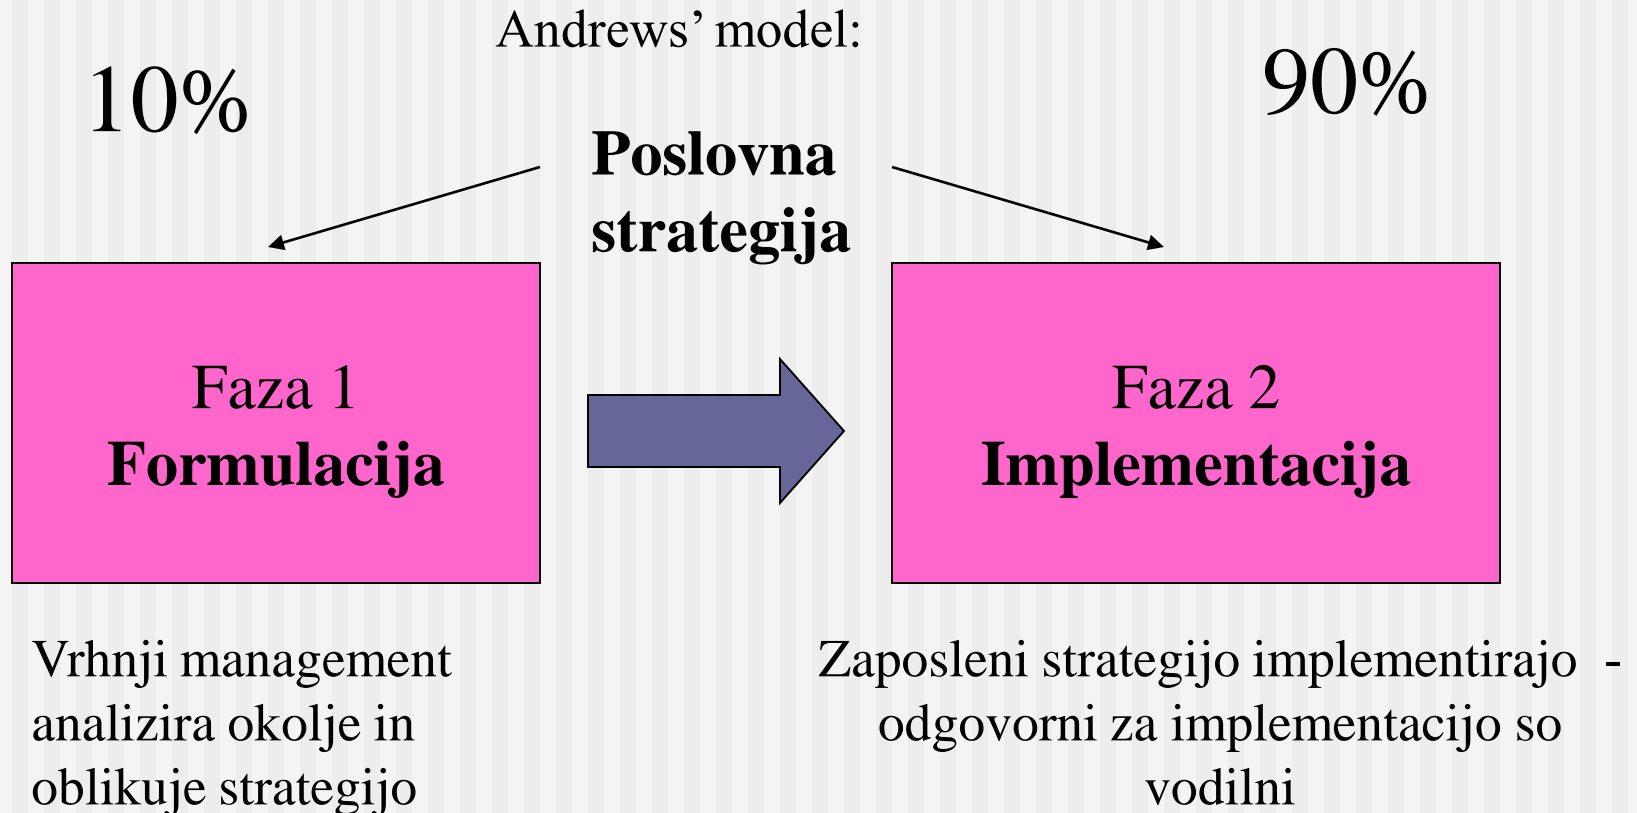 Andrews’ model:
10%
90%
Poslovna
strategija
Faza 1
Formulacija
Faza 2
Implementacija
Vrhnji management
analizira okolje in
oblikuje strategijo
Zaposleni strategijo implementirajo -
odgovorni za implementacijo so
vodilni